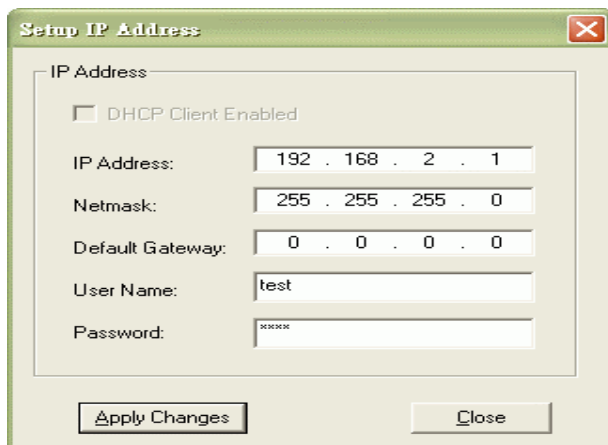 Setup IP Address
IP Address
DHCP Client Enabled
IP Address: 192 . 168 . 2 . 1
Netmask: 255 . 255 . 255 . 0
Default Gateway: 0 . 0 . 0 . 0
User Name: test
Password: ****
Apply Changes Close